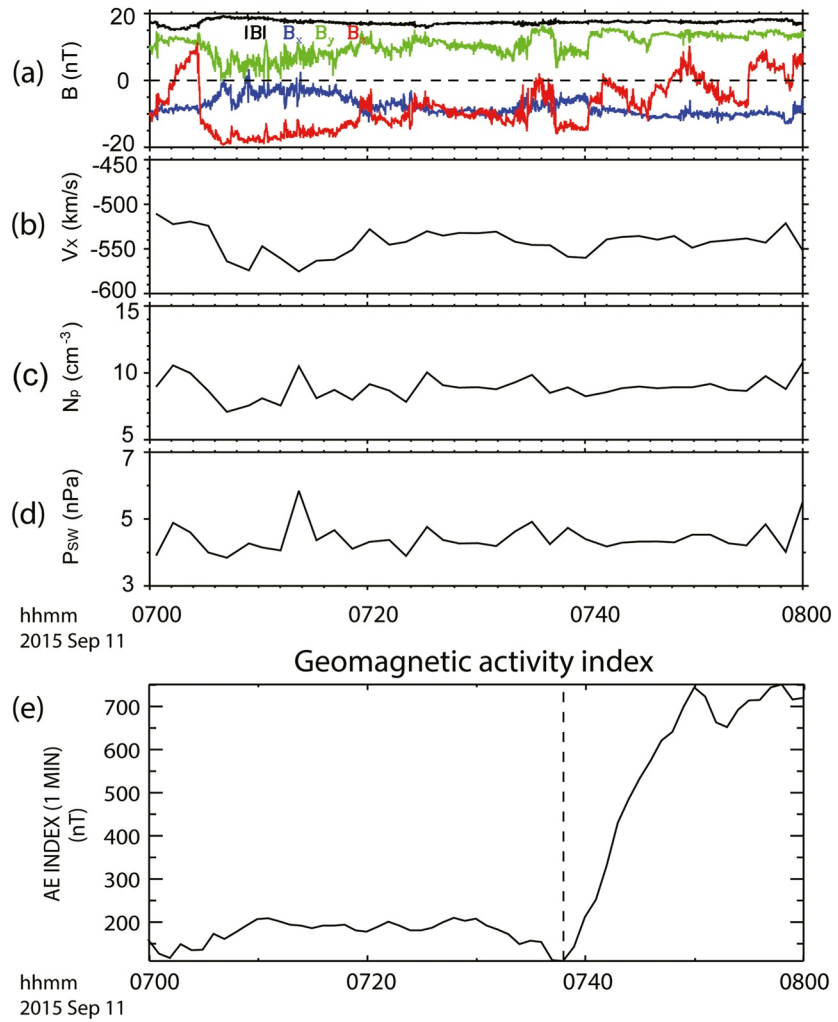 (a)
B (nT)
20
0
-20
|B| Bx By B
(b)
Vx (km/s)
-450
-500
-550
-600
(c)
Np (cm-3)
15
10
5
(d)
PSW (nPa)
7
5
3
0700 0720 0740 0800
hhmm
2015 Sep 11
Geomagnetic activity index
(e)
AE INDEX (1 MIN)
(nT)
700
600
500
400
300
200
0700 0720 0740 0800
hhmm
2015 Sep 11